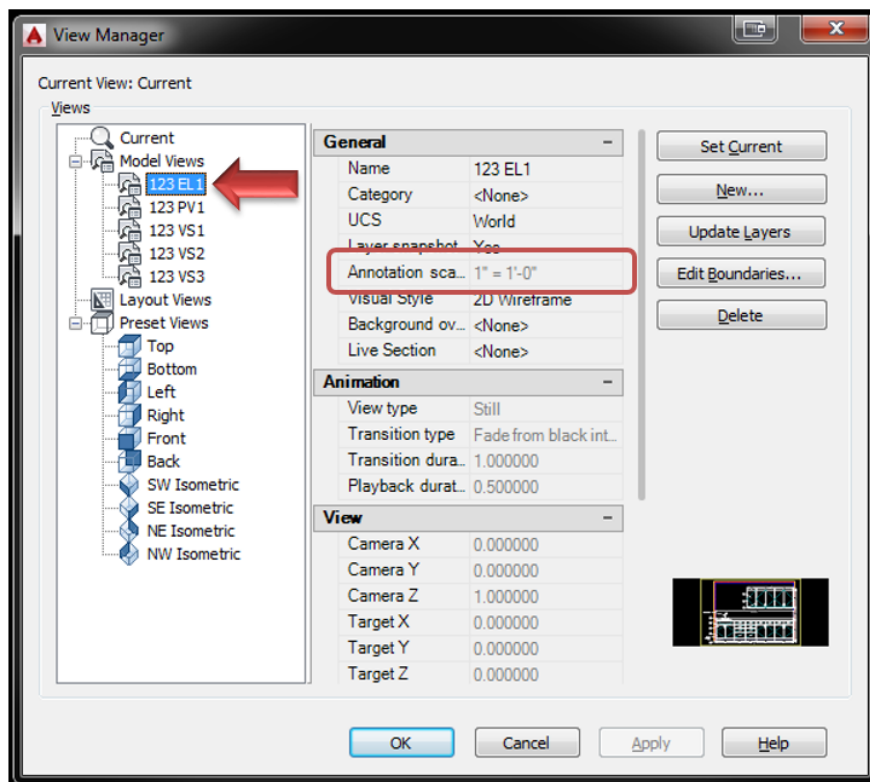 View Manager
Current View: Current
Views
Current
Model Views
123 EL1
123 PV1
123 VS1
123 VS2
123 VS3
Layout Views
Preset Views
Top
Bottom
Left
Right
Front
Back
SW Isometric
SE Isometric
NE Isometric
NW Isometric
General
Name 123 EL1
Category <None>
UCS World
Layer snapshot Yes
Annotation sca... 1" = 1'-0"
Visual Style 2D Wireframe
Background ov... <None>
Live Section <None>
Animation
View type Still
Transition type Fade from black int...
Transition dura... 1.000000
Playback durat... 0.500000
View
Camera X 0.000000
Camera Y 0.000000
Camera Z 1.000000
Target X 0.000000
Target Y 0.000000
Target Z 0.000000
Set Current
New...
Update Layers
Edit Boundaries...
Delete
OK Cancel Apply Help